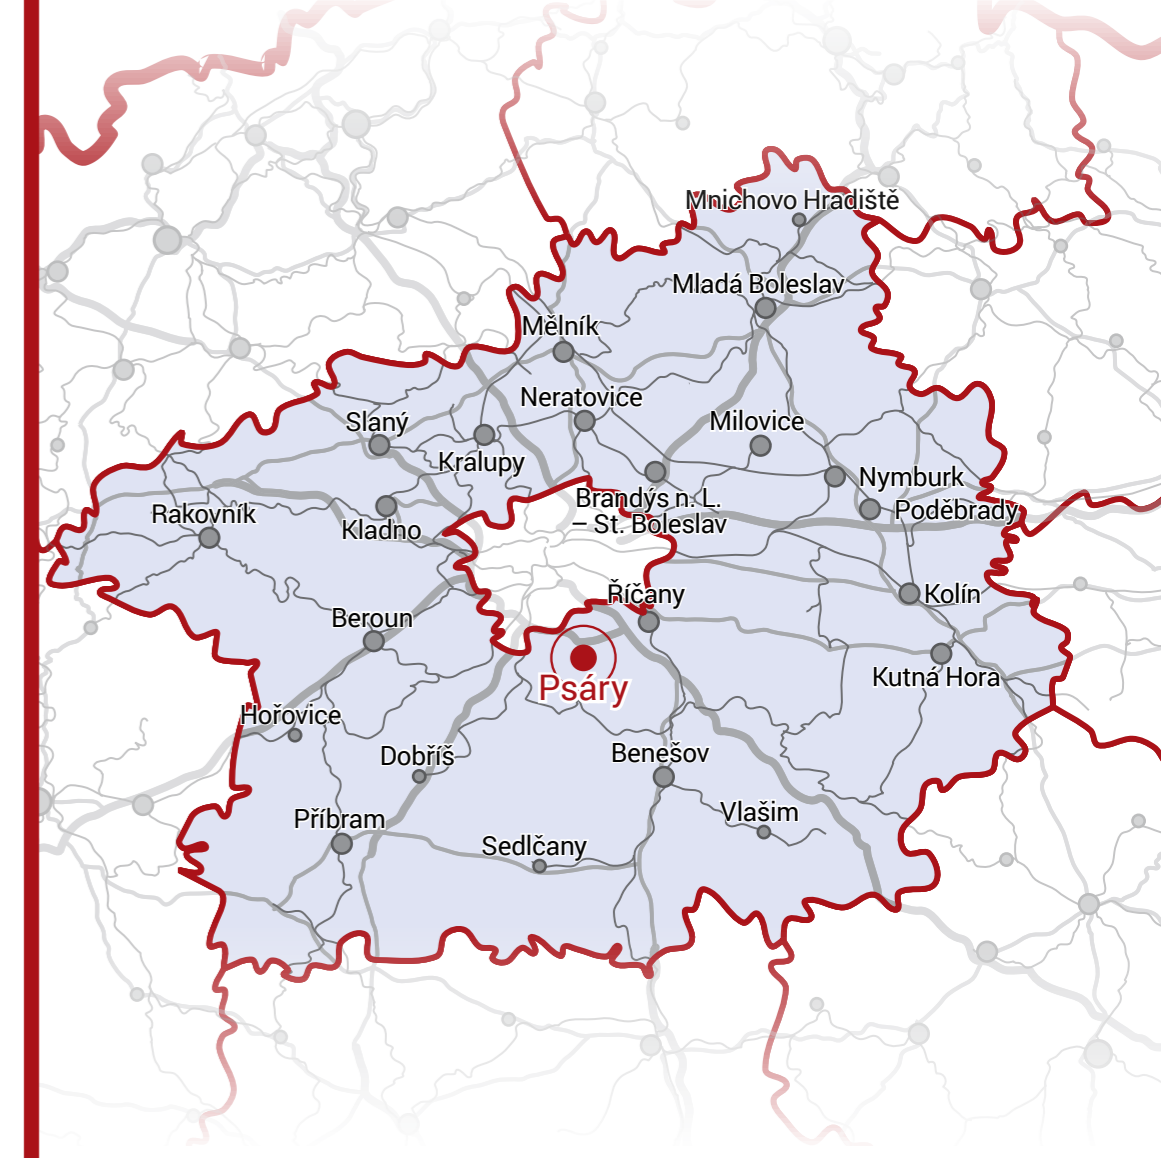 Mnichovo Hradiště
Mladá Boleslav
Mělník
Neratovice
Slaný
Milovice
Kralupy
Nymburk
Brandýs n. L.
– St. Boleslav
Poděbrady
Rakovník
Kladno
Říčany
Kolín
Beroun
Kutná Hora
Psáry
Hořovice
Dobříš
Benešov
Příbram
Vlašim
Sedlčany